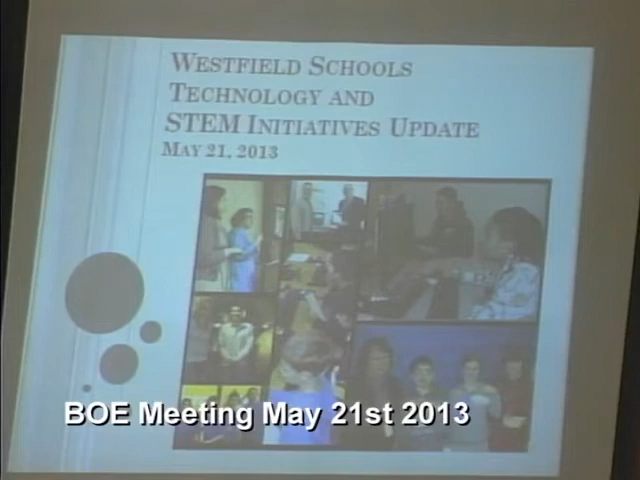 WESTFIELD SCHOOLS
TECHNOLOGY AND
STEM INITIATIVES UPDATE
MAY 21, 2013
BOE Meeting May 21st 2013